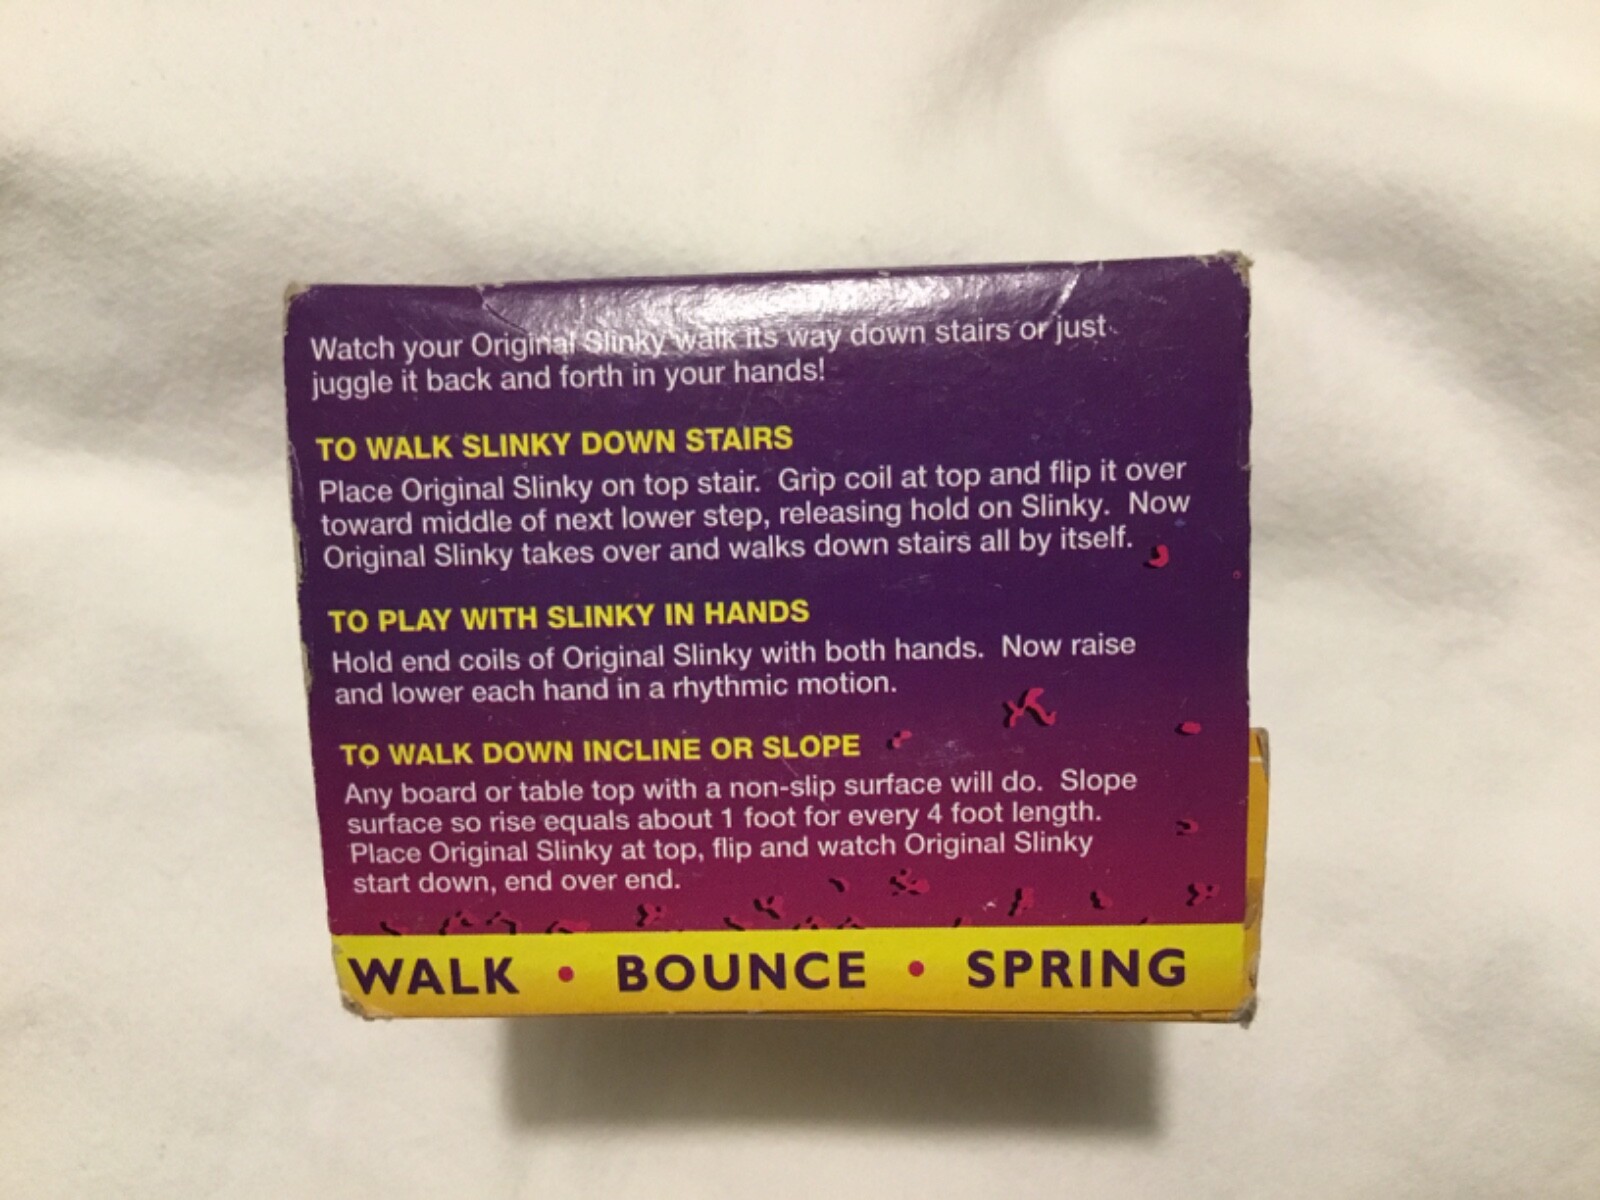 Watch your Original Slinky walk its way down stairs or just
juggle it back and forth in your hands!
TO WALK SLINKY DOWN STAIRS
Place Original Slinky on top stair. Grip coil at top and flip it over
toward middle of next lower step, releasing hold on Slinky. Now
Original Slinky takes over and walks down stairs all by itself.
TO PLAY WITH SLINKY IN HANDS
Hold end coils of Original Slinky with both hands. Now raise
and lower each hand in a rhythmic motion.
TO WALK DOWN INCLINE OR SLOPE
Any board or table top with a non-slip surface will do. Slope
surface so rise equals about 1 foot for every 4 foot length.
Place Original Slinky at top, flip and watch Original Slinky
start down, end over end.
WALK • BOUNCE • SPRING